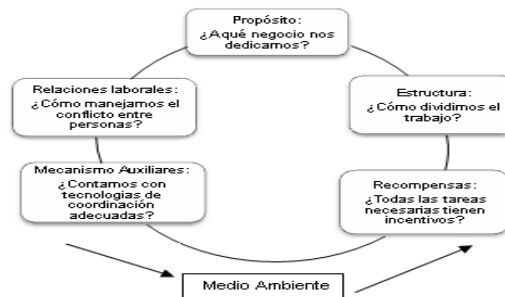 Propósito:
¿Aqué negocio nos
dedicamos?
Relaciones laborales:
¿Cómo manejamos el
conflicto entre
personas?
Estructura:
¿Cómo dividimos el
trabajo?
Mecanismo Auxiliares:
¿Contamos con
tecnologías de
coordinación
adecuadas?
Recompensas:
¿Todas las tareas
necesarias tienen
incentivos?
Medio Ambiente